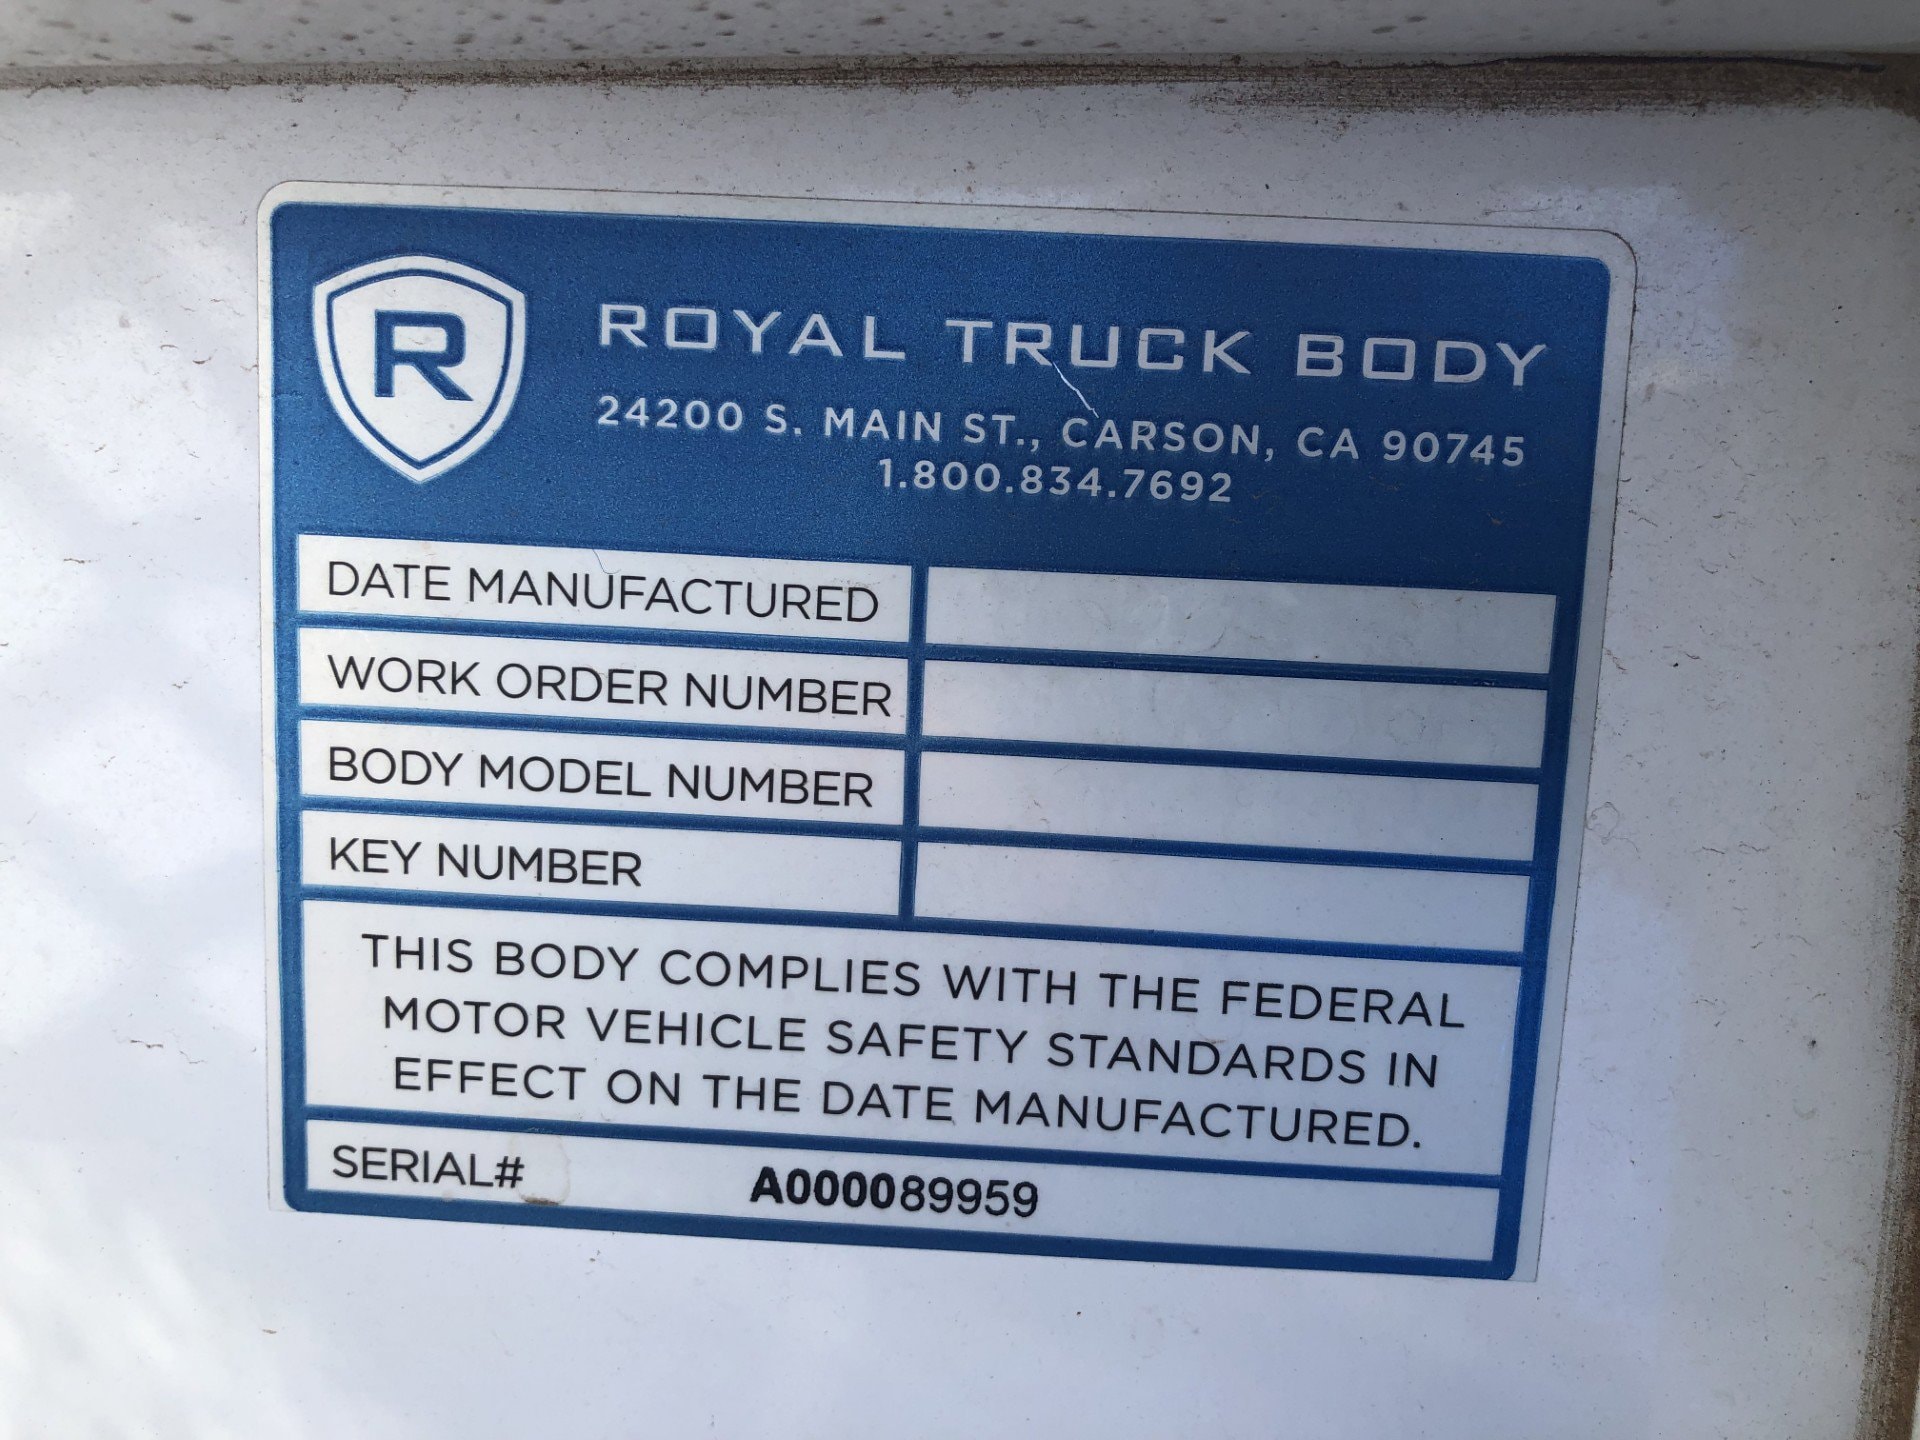 R
ROYAL TRUCK BODY
24200 S. MAIN ST., CARSON, CA 90745
1.800.834.7692
DATE MANUFACTURED
WORK ORDER NUMBER
BODY MODEL NUMBER
KEY NUMBER
THIS BODY COMPLIES WITH THE FEDERAL
MOTOR VEHICLE SAFETY STANDARDS IN
EFFECT ON THE DATE MANUFACTURED.
SERIAL# A000089959